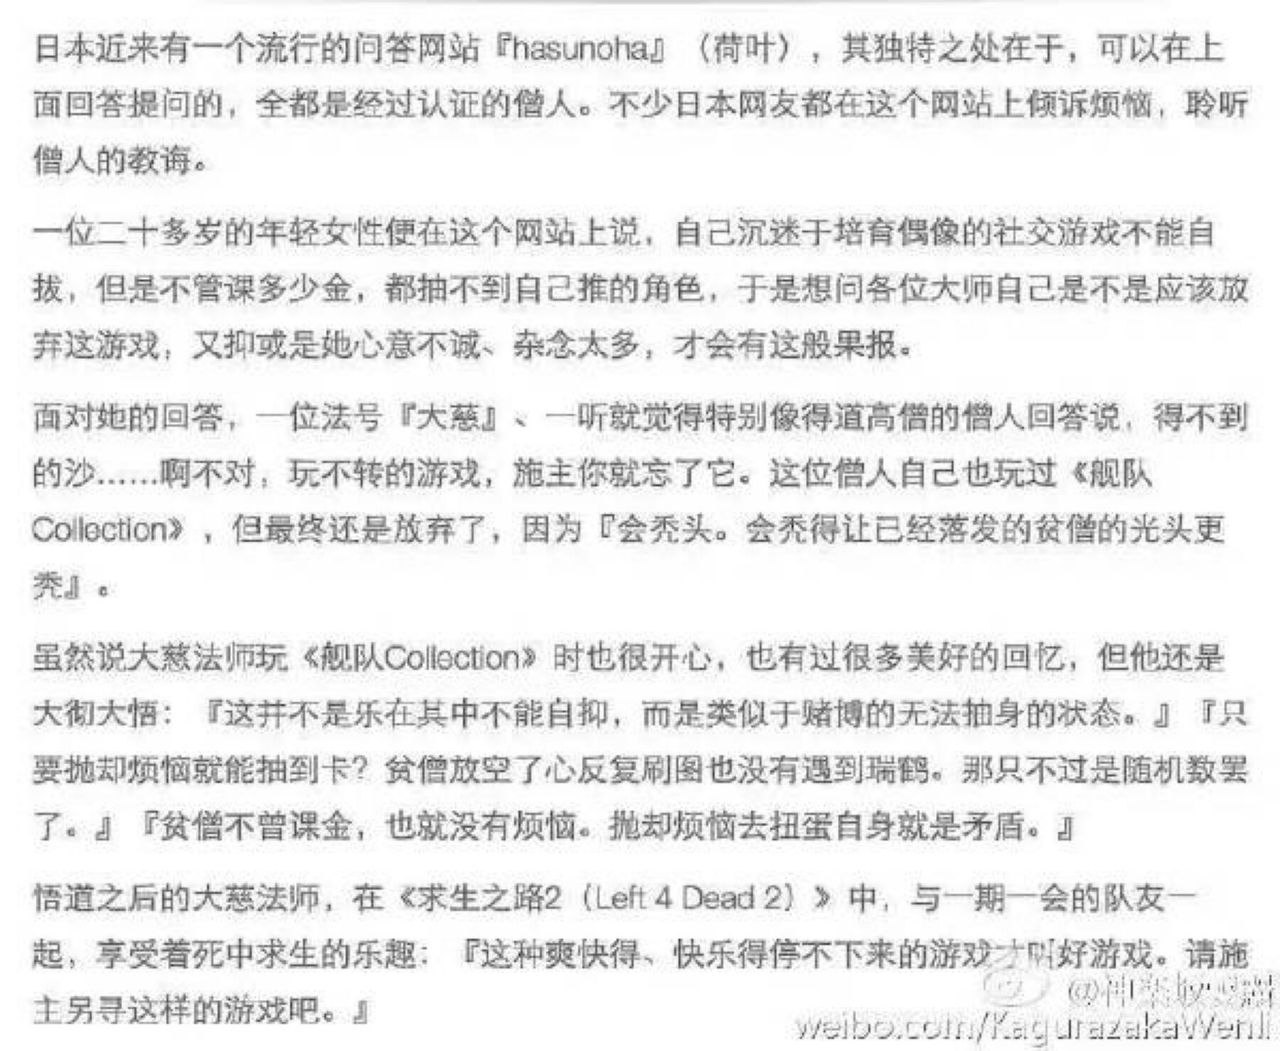 日本近来有一个流行的问答网站『hasunoha』（荷叶），其独特之处在于，可以在上
面回答提问的，全都是经过认证的僧人。不少日本网友都在这个网站上倾诉烦恼，聆听
僧人的教诲。
一位二十多岁的年轻女性便在这个网站上说，自己沉迷于培育偶像的社交游戏不能自
拔，但是不管课多少金，都抽不到自己推的角色，于是想问各位大师自己是不是应该放
弃这游戏，又抑或是她心意不诚、杂念太多，才会有这般果报。
面对她的回答，一位法号『大慈』、一听就觉得特别像得道高僧的僧人回答说，得不到
的沙……啊不对，玩不转的游戏，施主你就忘了它。这位僧人自己也玩过《舰队
Collection》，但最终还是放弃了，因为『会秃头。会秃得让已经落发的贫僧的光头更
秃』。
虽然说大慈法师玩《舰队Collection》时也很开心，也有过很多美好的回忆，但他还是
大彻大悟：『这并不是乐在其中不能自抑，而是类似于赌博的无法抽身的状态。』『只
要抛却烦恼就能抽到卡？贫僧放空了心反复刷图也没有遇到瑞鹤。那只不过是随机数罢
了。』『贫僧不曾课金，也就没有烦恼。抛却烦恼去扭蛋自身就是矛盾。』
悟道之后的大慈法师，在《求生之路2（Left 4 Dead 2）》中，与一期一会的队友一
起，享受着死中求生的乐趣：『这种爽快得、快乐得停不下来的游戏才叫好游戏。请施
主另寻这样的游戏吧。』
weibo.com/KagurazakaWenli